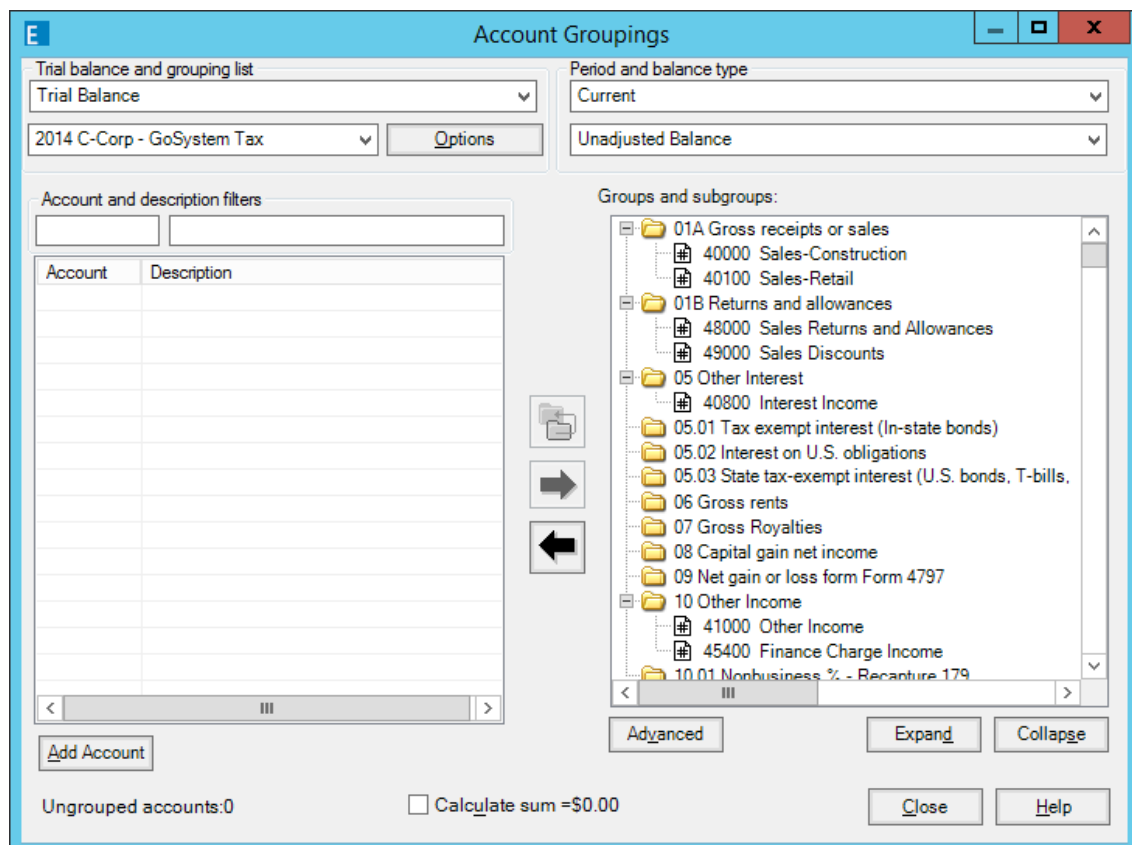 E
Account Groupings
Trial balance and grouping list
Trial Balance
2014 C-Corp - GoSystem Tax
Options
Period and balance type
Current
Unadjusted Balance
Account and description filters
Account Description
Groups and subgroups:
01A Gross receipts or sales
40000 Sales-Construction
40100 Sales-Retail
01B Returns and allowances
48000 Sales Returns and Allowances
49000 Sales Discounts
05 Other Interest
40800 Interest Income
05.01 Tax exempt interest (In-state bonds)
05.02 Interest on U.S. obligations
05.03 State tax-exempt interest (U.S. bonds, T-bills,
06 Gross rents
07 Gross Royalties
08 Capital gain net income
09 Net gain or loss form Form 4797
10 Other Income
41000 Other Income
45400 Finance Charge Income
10.01 Nonbusiness % - Recapture 179
Add Account
Advanced
Expand
Collapse
Ungrouped accounts:0
Calculate sum =$0.00
Close
Help